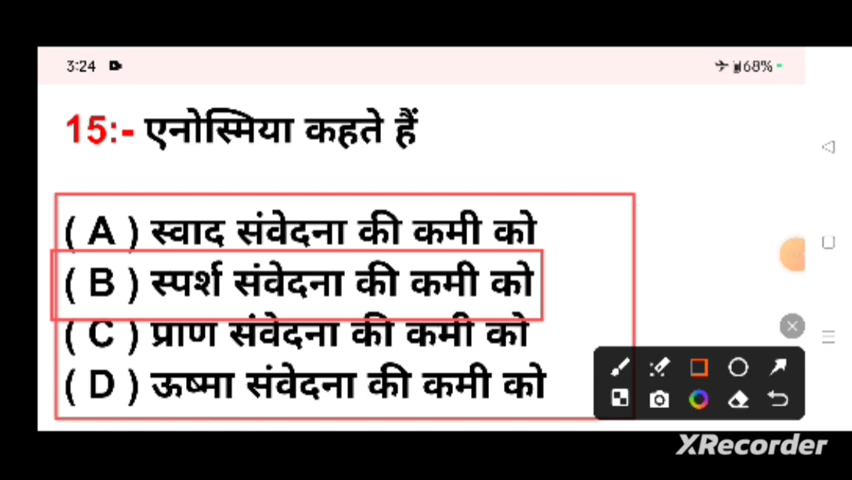 3:24
68%
15:- एनोस्मिया कहते हैं
( A ) स्वाद संवेदना की कमी को
( B ) स्पर्श संवेदना की कमी को
( C ) प्राण संवेदना की कमी को
( D ) ऊष्मा संवेदना की कमी को
XRecorder